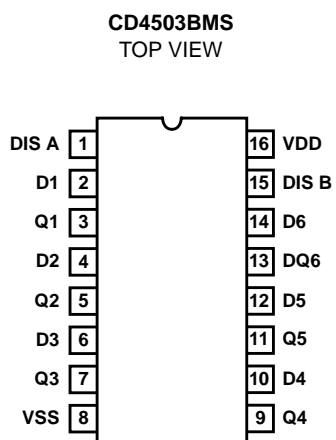 CD4503BMS
TOP VIEW
DIS A 1 16 VDD
D1 2 15 DIS B
Q1 3 14 D6
D2 4 13 DQ6
Q2 5 12 D5
D3 6 11 Q5
Q3 7 10 D4
VSS 8 9 Q4